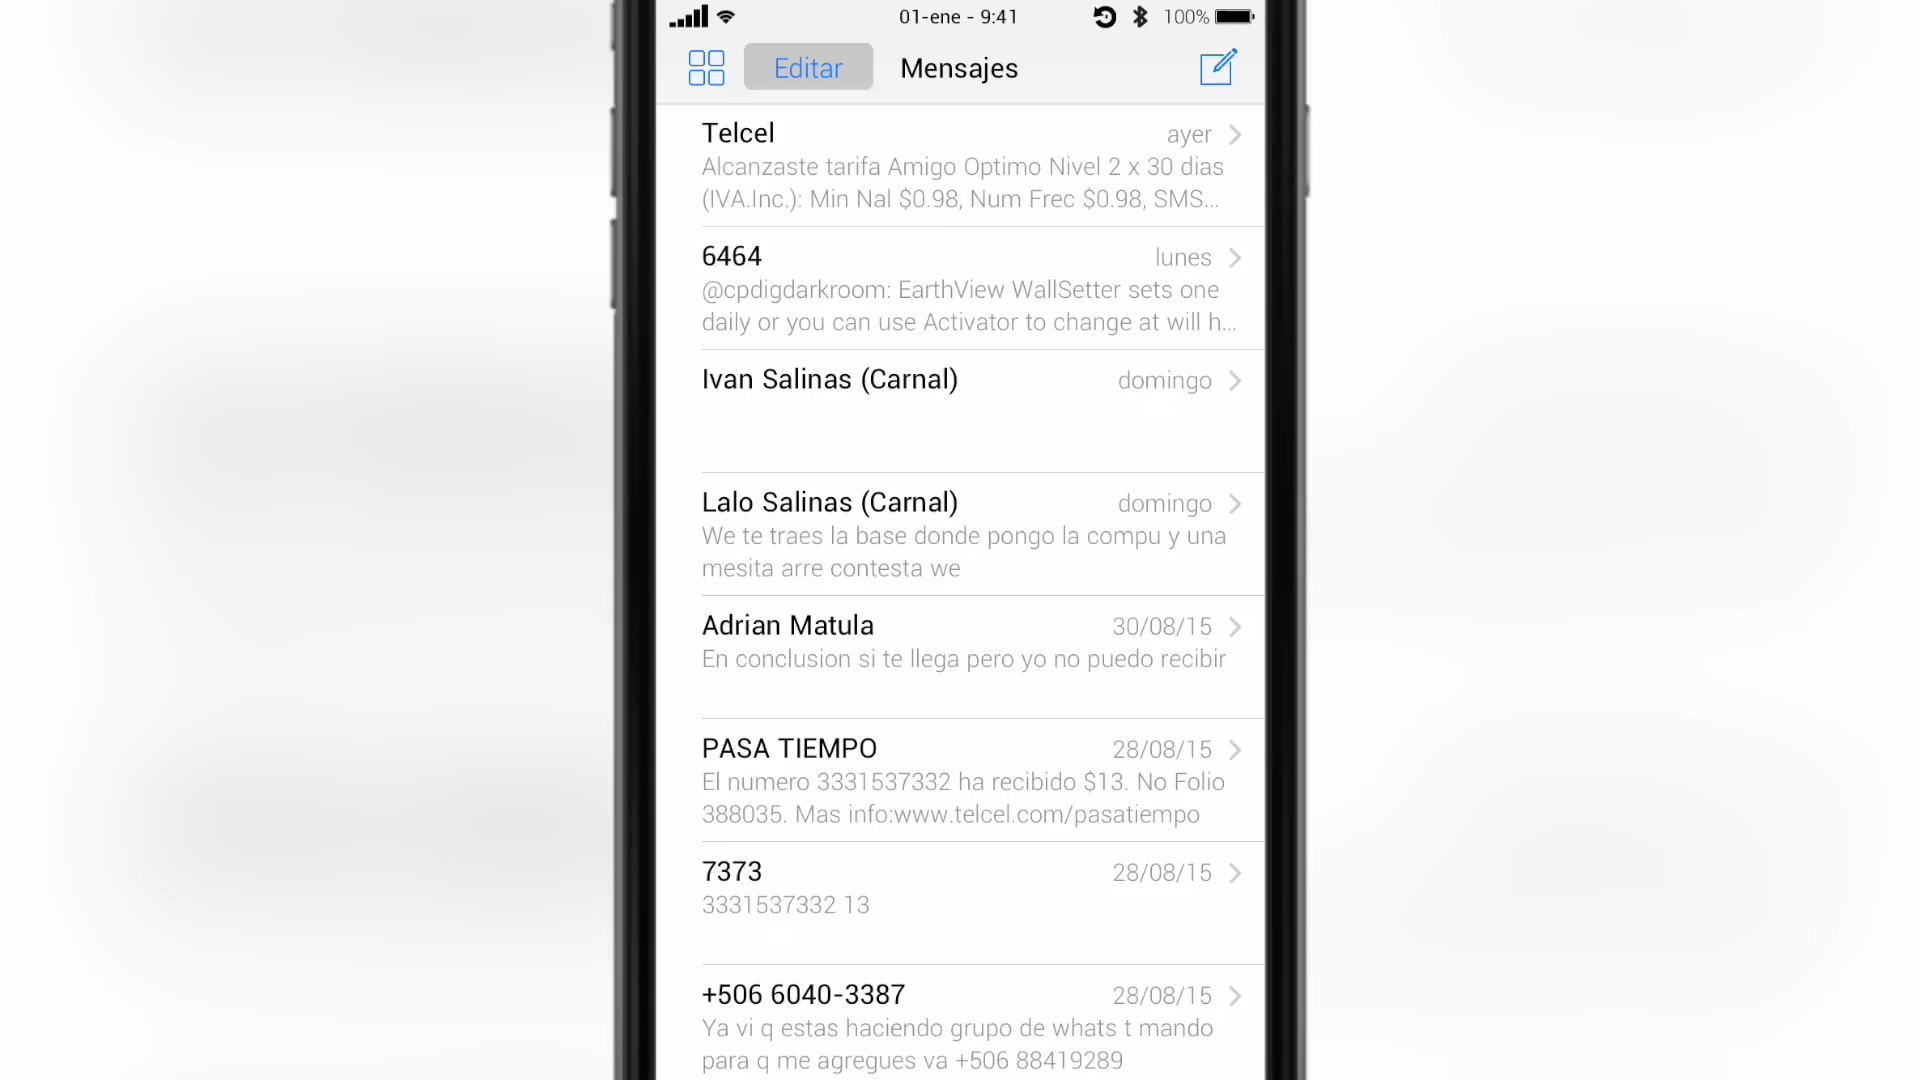 01-ene - 9:41
100%
Editar
Mensajes
Telcel
ayer
Alcanzaste tarifa Amigo Optimo Nivel 2 x 30 dias
(IVA.Inc.): Min Nal $0.98, Num Frec $0.98, SMS...
6464
lunes
@cpdigdarkroom: EarthView WallSetter sets one
daily or you can use Activator to change at will h...
Ivan Salinas (Carnal)
domingo
Lalo Salinas (Carnal)
domingo
We te traes la base donde pongo la compu y una
mesita arre contesta we
Adrian Matula
30/08/15
En conclusion si te llega pero yo no puedo recibir
PASA TIEMPO
28/08/15
El numero 3331537332 ha recibido $13. No Folio
388035. Mas info:www.telcel.com/pasatiempo
7373
28/08/15
3331537332 13
+506 6040-3387
28/08/15
Ya vi q estas haciendo grupo de whats t mando
para q me agregues va +506 88419289